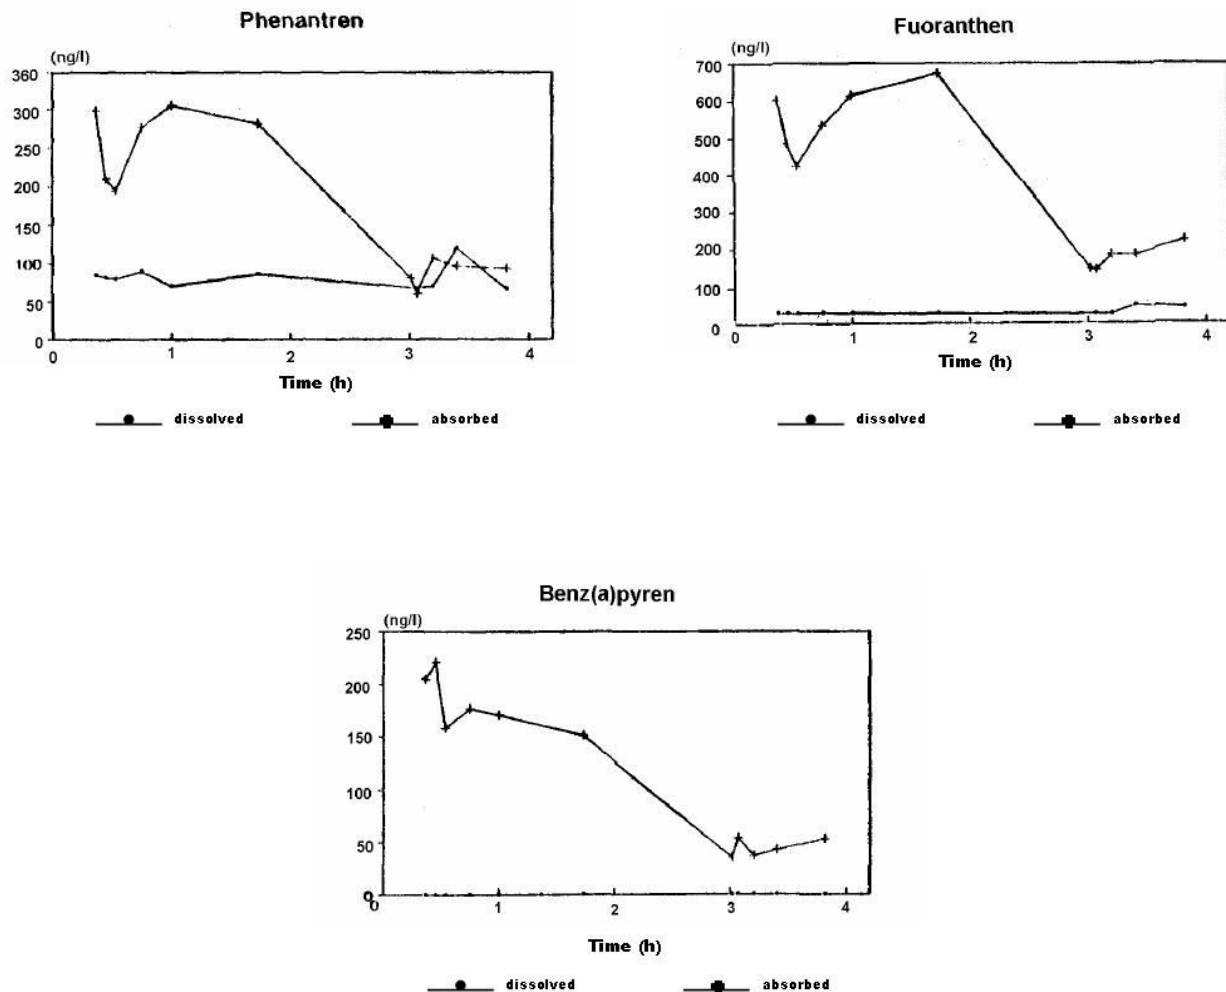 Phenantren
(ng/l)
360
300
250
200
150
100
50
0
0 1 2 3 4
Time (h)
dissolved absorbed
Fuoranthen
(ng/l)
700
600
500
400
300
200
100
0
0 1 2 3 4
Time (h)
dissolved absorbed
Benz(a)pyren
(ng/l)
250
200
150
100
50
0
0 1 2 3 4
Time (h)
dissolved absorbed